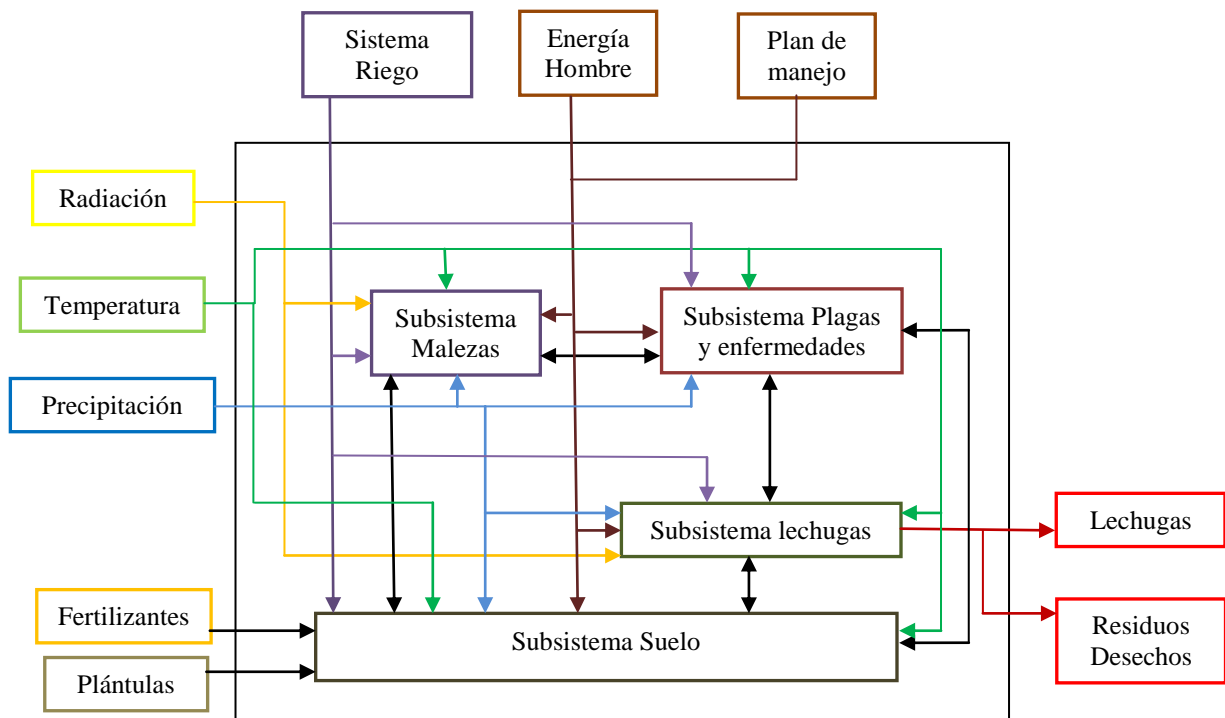 Sistema
Riego
Energía
Hombre
Plan de
manejo
Radiación
Temperatura
Subsistema
Malezas
Subsistema Plagas
y enfermedades
Precipitación
Subsistema lechugas
Lechugas
Fertilizantes
Subsistema Suelo
Residuos
Desechos
Plántulas